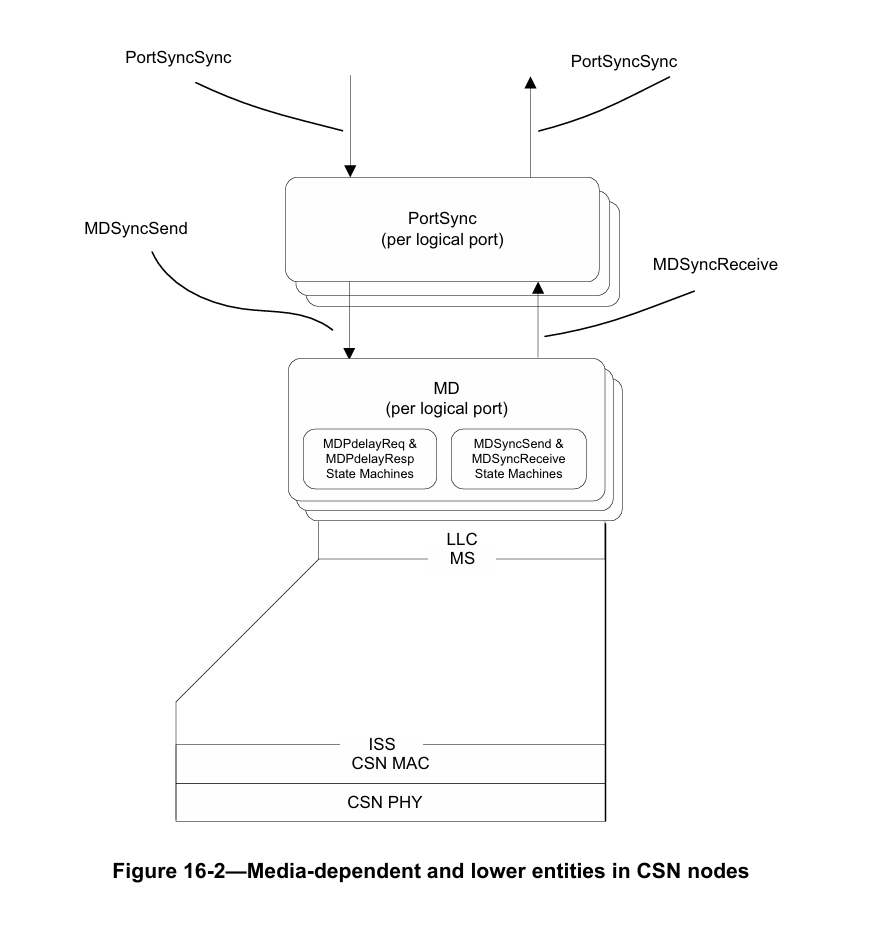 PortSyncSync
PortSyncSync
PortSync
(per logical port)
MDSyncSend
MDSyncReceive
MD
(per logical port)
MDPdelayReq &
MDPdelayResp
State Machines
MDSyncSend &
MDSyncReceive
State Machines
LLC
MS
ISS
CSN MAC
CSN PHY
Figure 16-2—Media-dependent and lower entities in CSN nodes